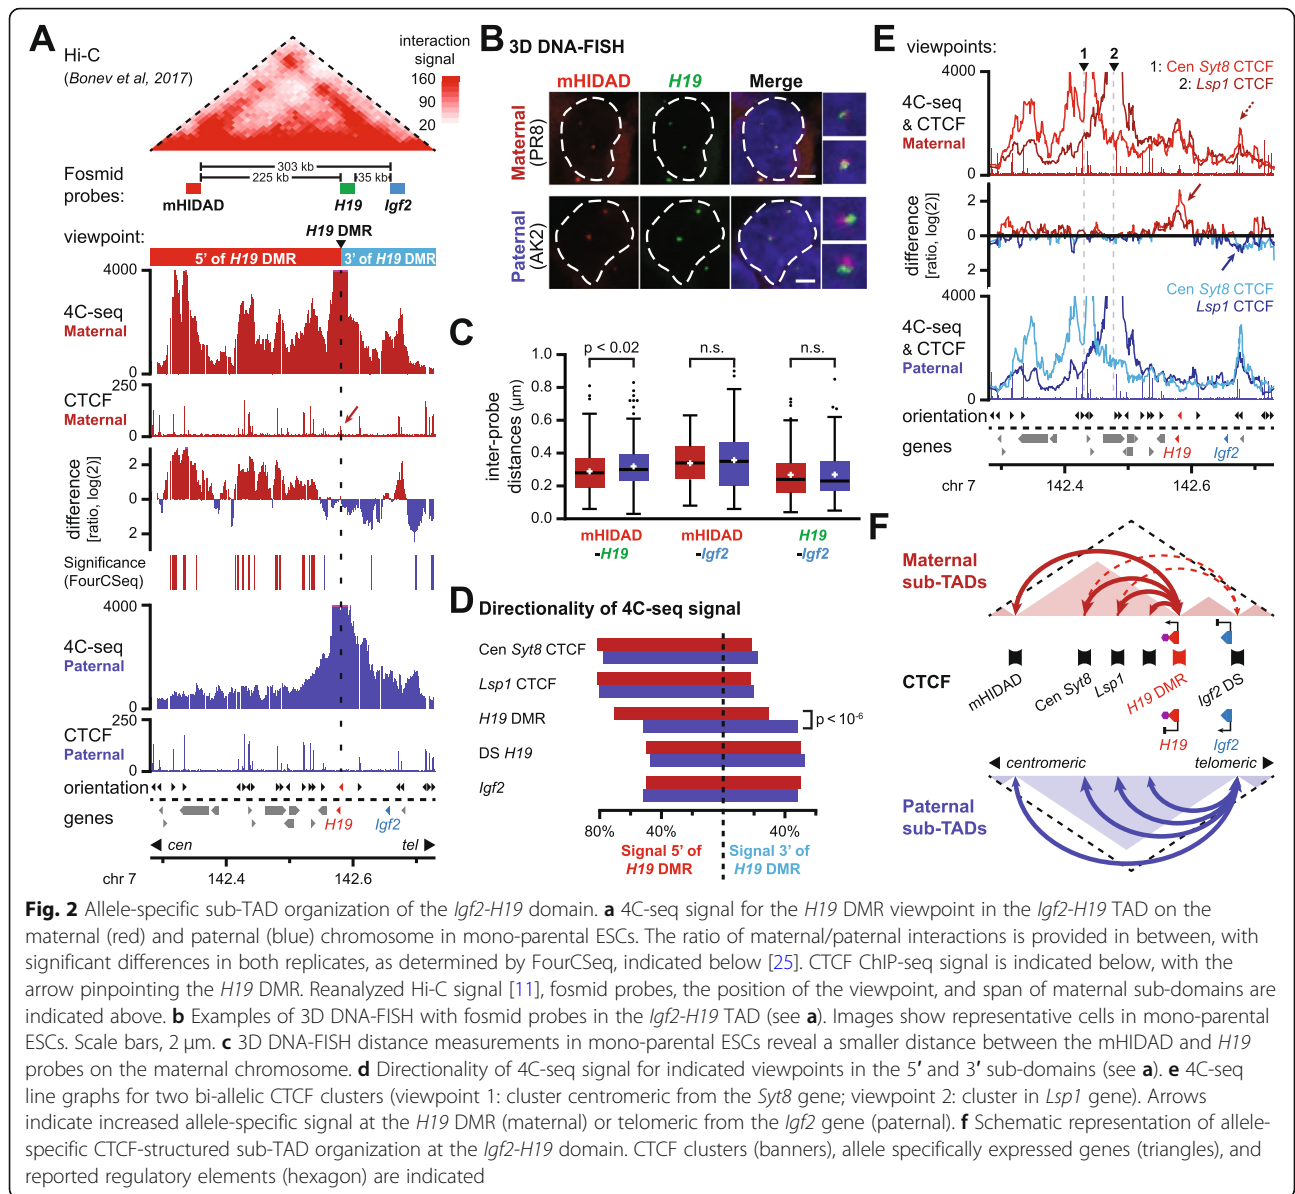 A
Hi-C
(Bonev et al, 2017)
interaction
signal
160
90
20
303 kb
225 kb
35 kb
Fosmid
probes:
mHIDAD
H19
Igf2
viewpoint:
H19 DMR
5' of H19 DMR
3' of H19 DMR
4000
4C-seq
Maternal
0
250
CTCF
Maternal
0
difference
[ratio, log(2)]
2
0
2
Significance
(FourCSeq)
4000
4C-seq
Paternal
0
250
CTCF
Paternal
0
orientation
genes
H19
Igf2
cen
tel
chr 7
142.4
142.6
B
3D DNA-FISH
mHIDAD
H19
Merge
Maternal
(PR8)
Paternal
(AK2)
C
inter-probe
distances (µm)
1.0
0.8
0.6
0.4
0.2
0.0
p < 0.02
n.s.
n.s.
mHIDAD
-H19
mHIDAD
-Igf2
H19
-Igf2
D
Directionality of 4C-seq signal
Cen Syt8 CTCF
Lsp1 CTCF
H19 DMR
DS H19
Igf2
p < 10-6
80%
40%
40%
Signal 5' of
H19 DMR
Signal 3' of
H19 DMR
E
viewpoints:
1
2
4000
1: Cen Syt8 CTCF
2: Lsp1 CTCF
4C-seq
& CTCF
Maternal
0
difference
[ratio, log(2)]
2
0
2
4000
Cen Syt8 CTCF
Lsp1 CTCF
4C-seq
& CTCF
Paternal
0
orientation
genes
H19
Igf2
chr 7
142.4
142.6
F
Maternal
sub-TADs
CTCF
mHIDAD
Cen Syt8
Lsp1
H19 DMR
Igf2 DS
H19
Igf2
centromeric
telomeric
Paternal
sub-TADs
Fig. 2 Allele-specific sub-TAD organization of the Igf2-H19 domain. a 4C-seq signal for the H19 DMR viewpoint in the Igf2-H19 TAD on the
maternal (red) and paternal (blue) chromosome in mono-parental ESCs. The ratio of maternal/paternal interactions is provided in between, with
significant differences in both replicates, as determined by FourCSeq, indicated below [25]. CTCF ChIP-seq signal is indicated below, with the
arrow pinpointing the H19 DMR. Reanalyzed Hi-C signal [11], fosmid probes, the position of the viewpoint, and span of maternal sub-domains are
indicated above. b Examples of 3D DNA-FISH with fosmid probes in the Igf2-H19 TAD (see a). Images show representative cells in mono-parental
ESCs. Scale bars, 2 µm. c 3D DNA-FISH distance measurements in mono-parental ESCs reveal a smaller distance between the mHIDAD and H19
probes on the maternal chromosome. d Directionality of 4C-seq signal for indicated viewpoints in the 5′ and 3′ sub-domains (see a). e 4C-seq
line graphs for two bi-allelic CTCF clusters (viewpoint 1: cluster centromeric from the Syt8 gene; viewpoint 2: cluster in Lsp1 gene). Arrows
indicate increased allele-specific signal at the H19 DMR (maternal) or telomeric from the Igf2 gene (paternal). f Schematic representation of allele-
specific CTCF-structured sub-TAD organization at the Igf2-H19 domain. CTCF clusters (banners), allele specifically expressed genes (triangles), and
reported regulatory elements (hexagon) are indicated